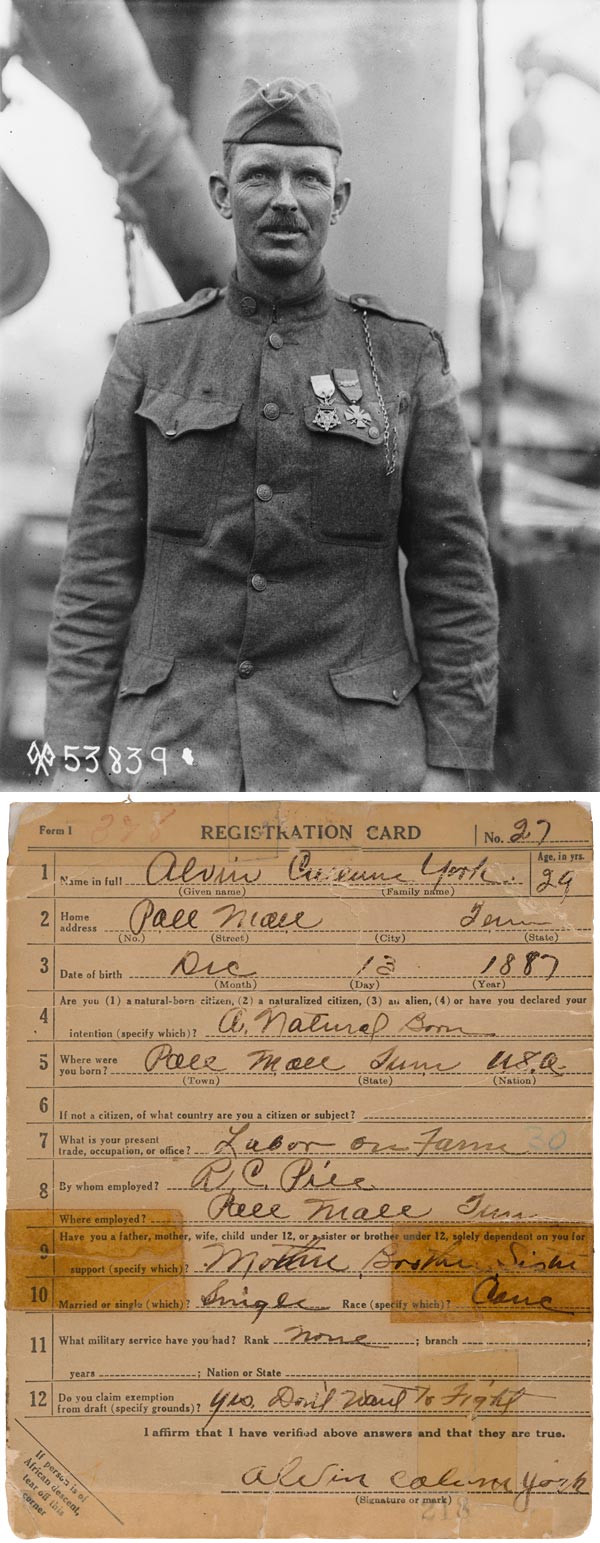 53839
Form 1 378 REGISTRATION CARD No. 27
1 Name in full Alvin Cullum York. Age, in yrs. 29
(Given name) (Family name)
2 Home address Pall Mall Tenn
(No.) (Street) (City) (State)
3 Date of birth Dec 13 1887
(Month) (Day) (Year)
4 Are you (1) a natural-born citizen, (2) a naturalized citizen, (3) an alien, (4) or have you declared your
intention (specify which)? A. Natural Born
5 Where were you born? Pall Mall Tenn U.S.A.
(Town) (State) (Nation)
6 If not a citizen, of what country are you a citizen or subject?
7 What is your present trade, occupation, or office? Labor on Farm 30
8 By whom employed? R. C. Pile
Where employed? Pall Mall Tenn
9 Have you a father, mother, wife, child under 12, or a sister or brother under 12, solely dependent on you for
support (specify which)? Mother Brother Sister
10 Married or single (which)? Single Race (specify which)?
11 What military service have you had? Rank none ; branch ;
years ; Nation or State
12 Do you claim exemption from draft (specify grounds)? Yes. Don't Want To Fight
I affirm that I have verified above answers and that they are true.
Alvin Cullum York
(Signature or mark)
If person is of
African descent,
tear off this
corner